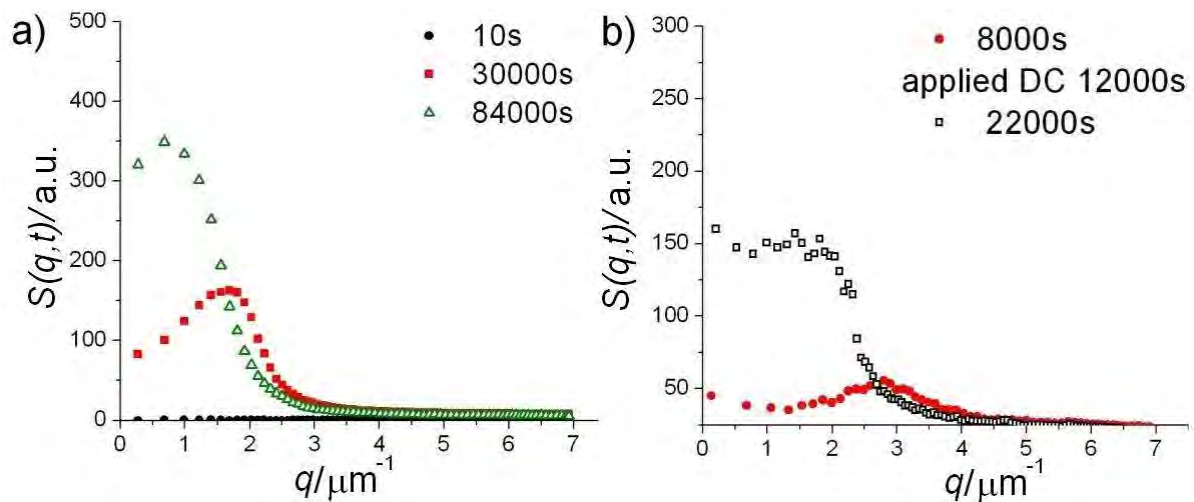 a)
500
400
300
200
100
0
S(q,t)/a.u.
0 1 2 3 4 5 6 7
q/μm⁻¹
10s
30000s
84000s
b)
300
250
200
150
100
50
S(q,t)/a.u.
0 1 2 3 4 5 6 7
q/μm⁻¹
8000s
applied DC 12000s
22000s